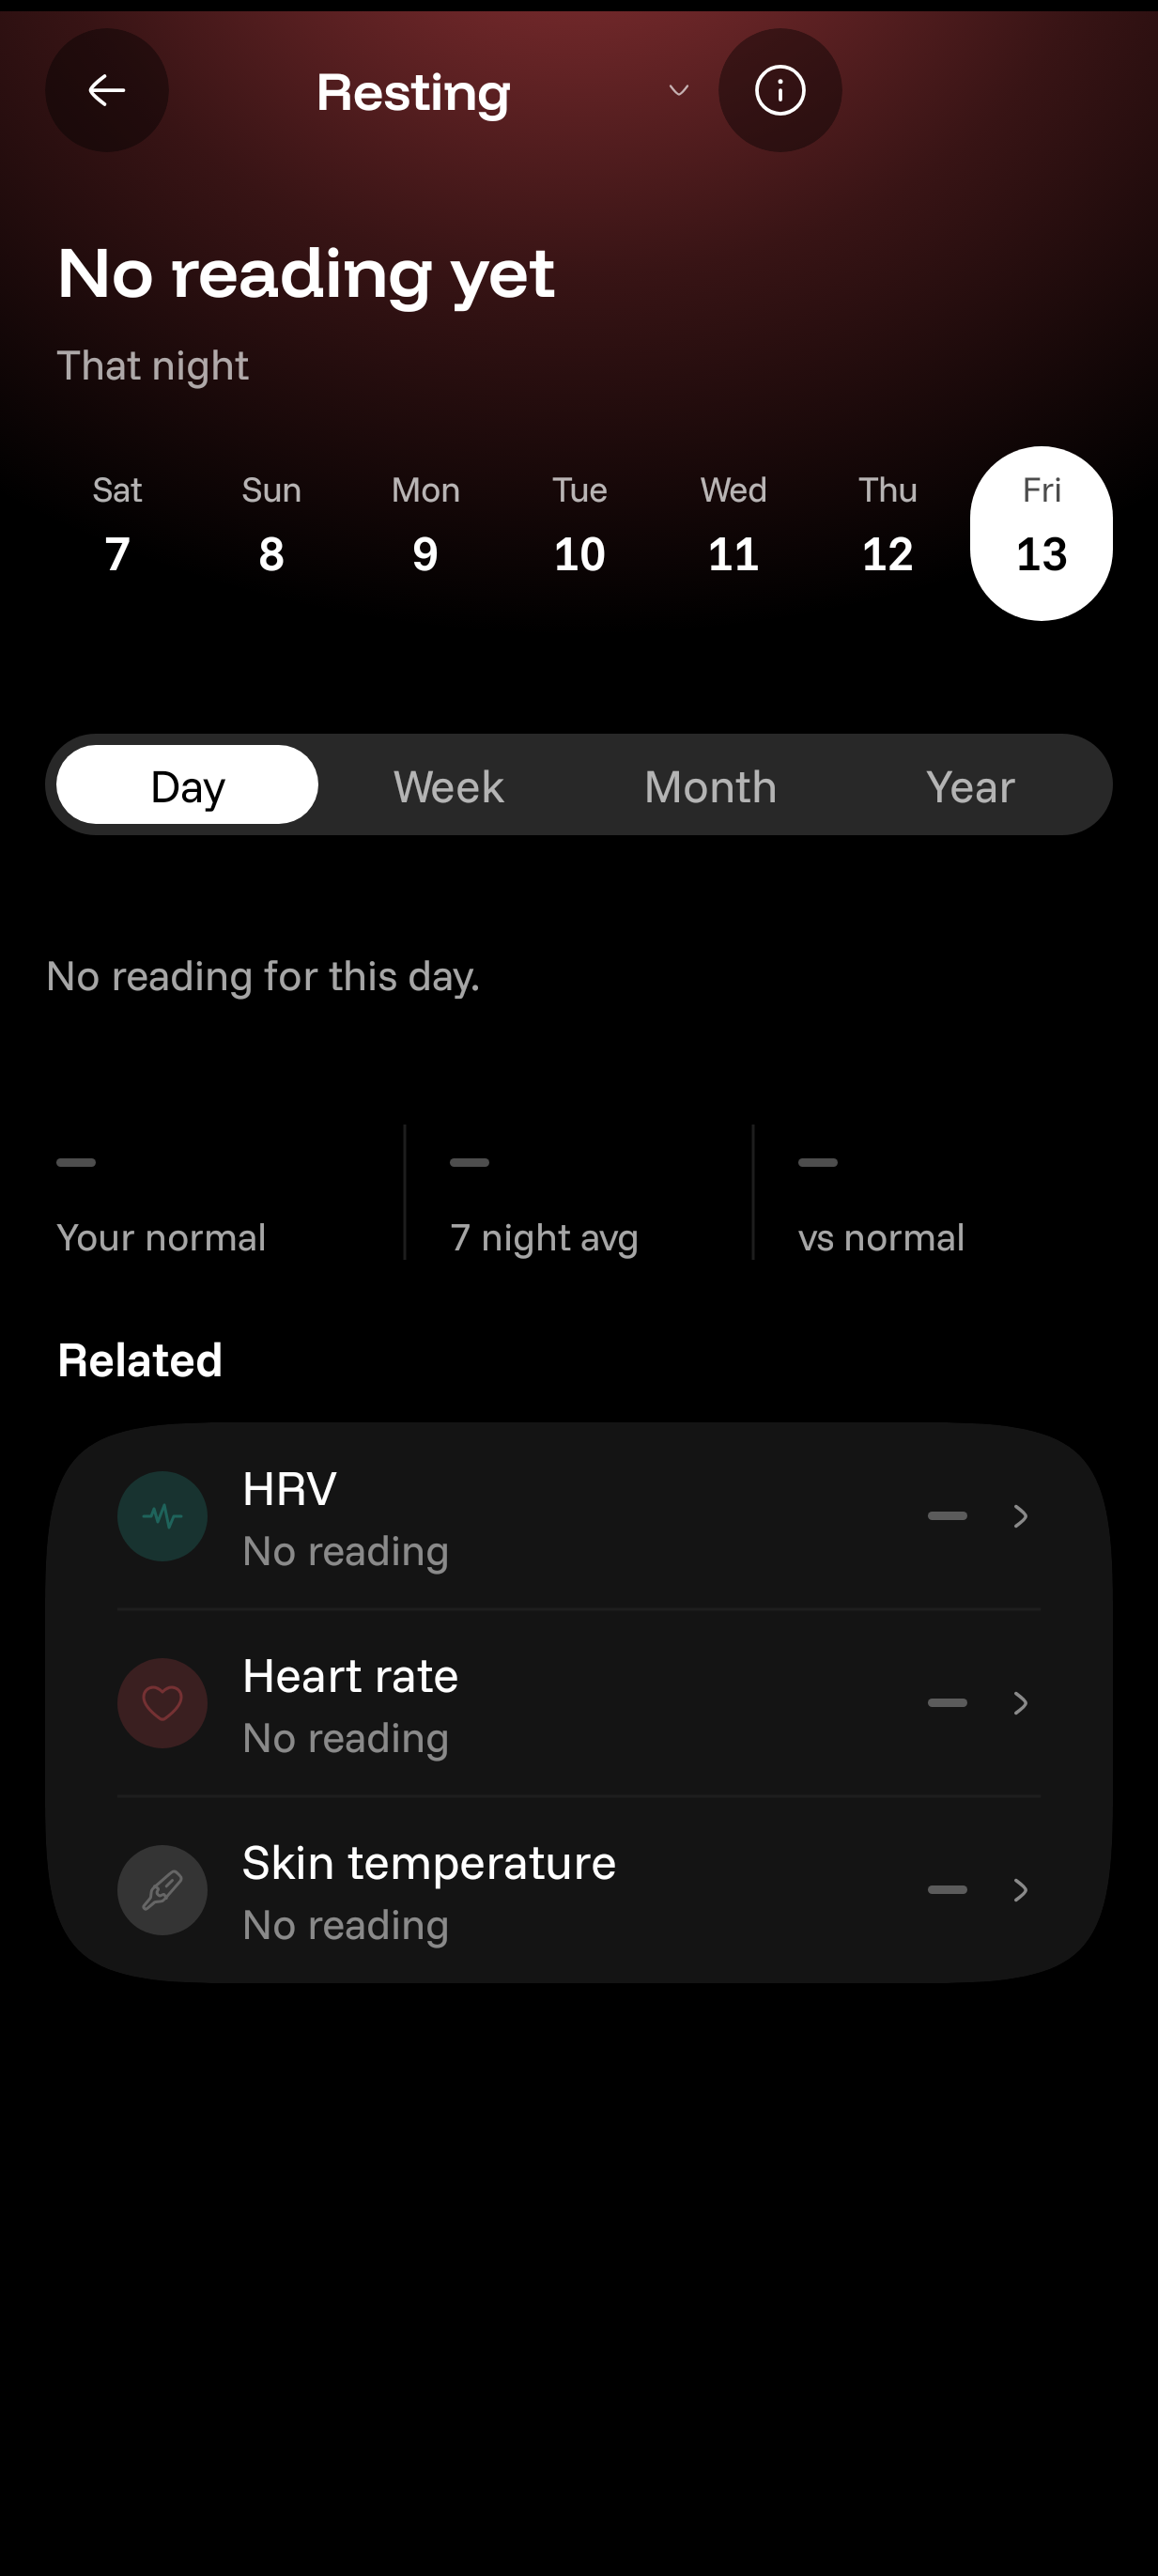 Resting
No reading yet
That night
Sat Sun Mon Tue Wed Thu Fri
7 8 9 10 11 12 13
Day Week Month Year
No reading for this day.
Your normal 7 night avg vs normal
Related
HRV
No reading
Heart rate
No reading
Skin temperature
No reading